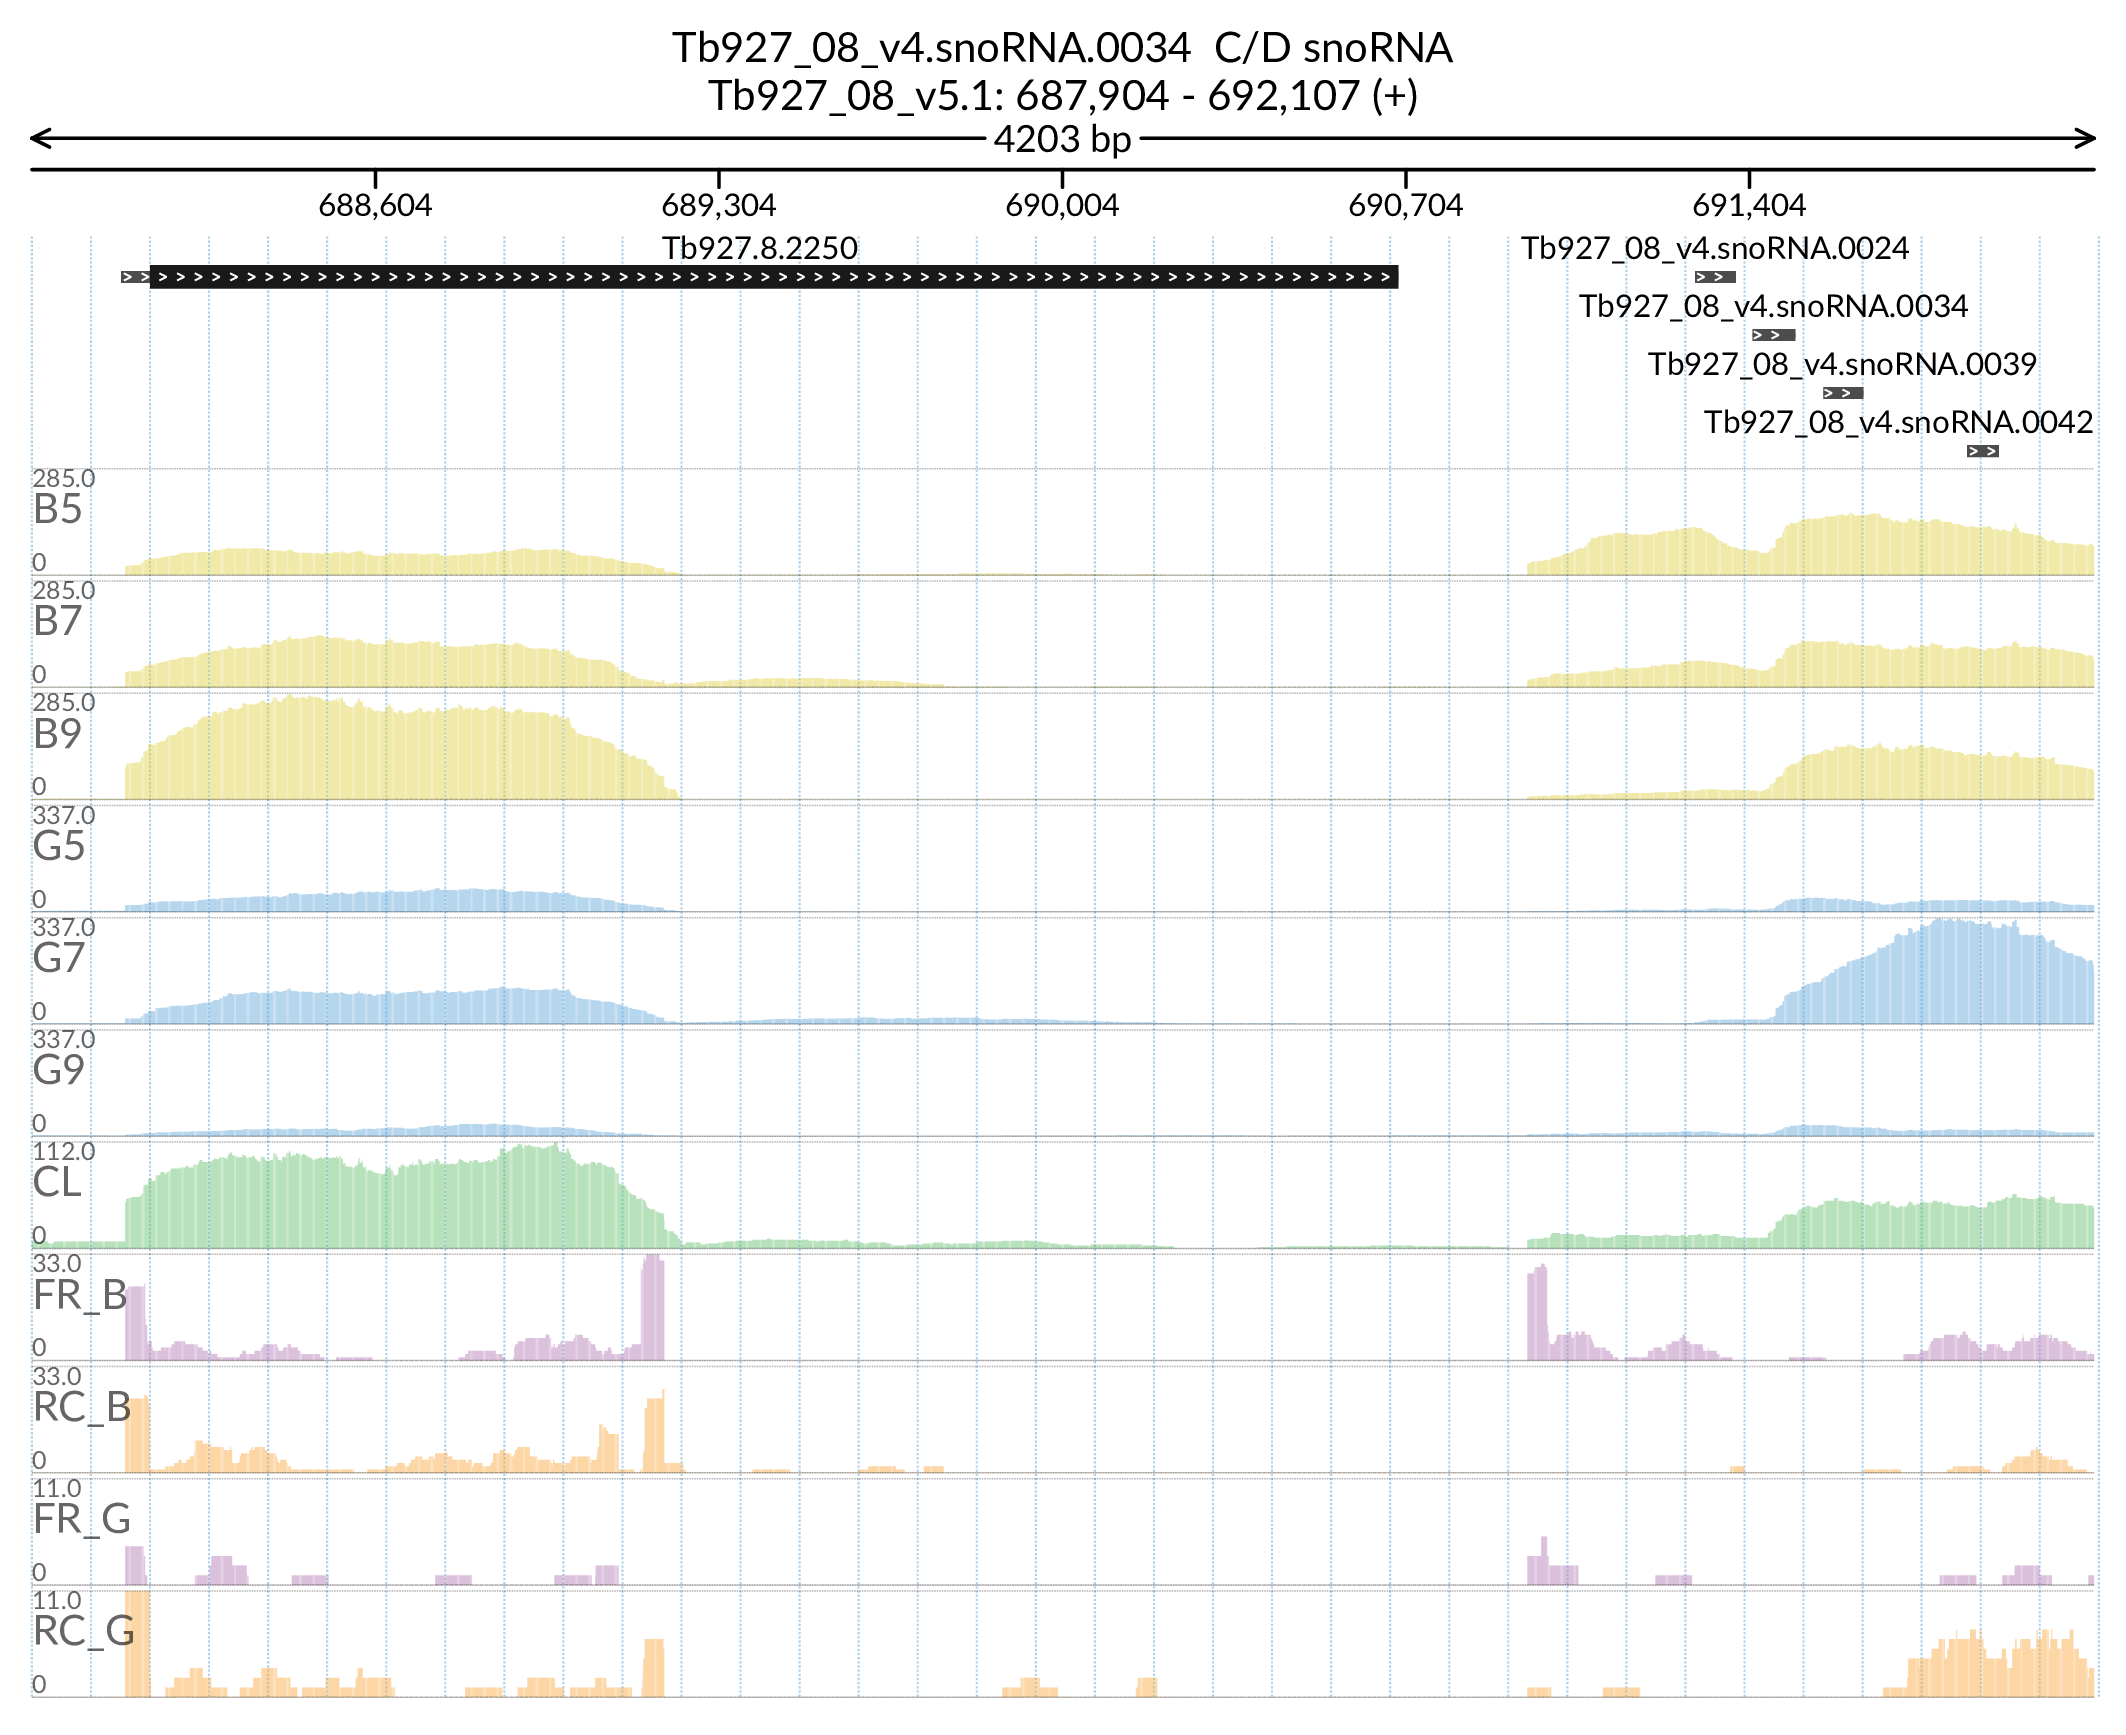 Tb927_08_v4.snoRNA.0034  C/D snoRNA
Tb927_08_v5.1: 687,904 - 692,107 (+)
4203 bp
688,604 689,304 690,004 690,704 691,404
Tb927.8.2250 Tb927_08_v4.snoRNA.0024
Tb927_08_v4.snoRNA.0034
Tb927_08_v4.snoRNA.0039
Tb927_08_v4.snoRNA.0042
285.0
B5
0
285.0
B7
0
285.0
B9
0
337.0
G5
0
337.0
G7
0
337.0
G9
0
112.0
CL
0
33.0
FR_B
0
33.0
RC_B
0
11.0
FR_G
0
11.0
RC_G
0